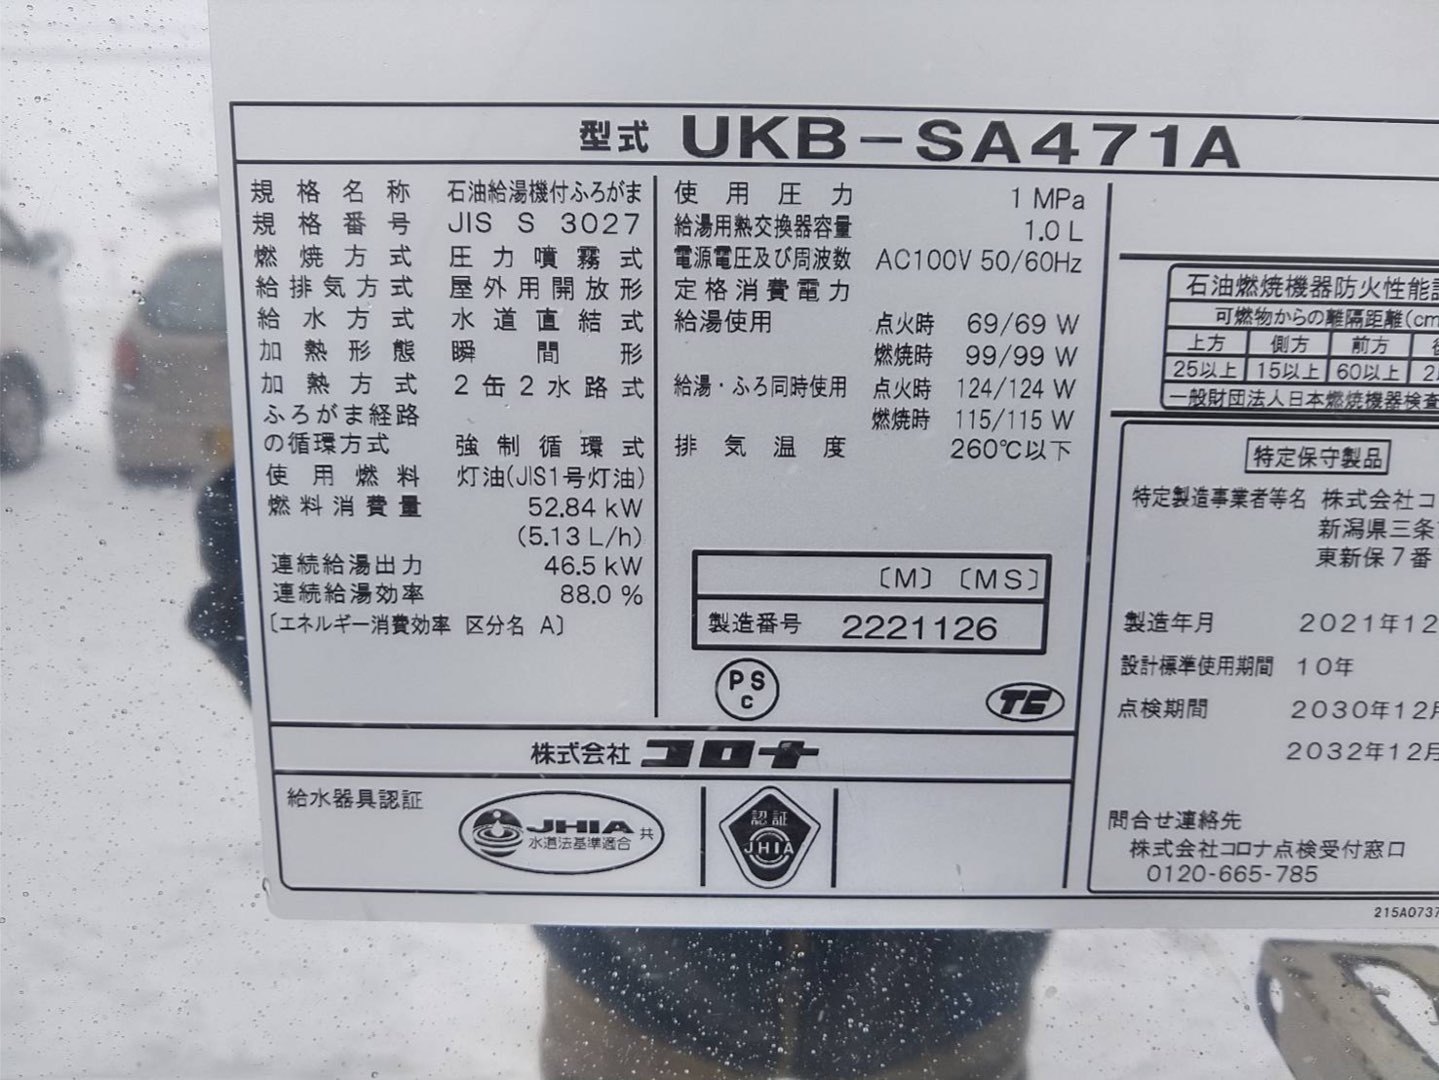 型式 UKB-SA471A
規格名称 石油給湯機付ふろがま
規格番号 JIS S 3027
燃焼方式 圧力噴霧式
給排気方式 屋外用開放形
給水方式 水道直結式
加熱形態 瞬間形
加熱方式 2缶2水路式
ふろがま経路
の循環方式 強制循環式
使用燃料 灯油(JIS1号灯油)
燃料消費量 52.84 kW
(5.13 L/h)
連続給湯出力 46.5 kW
連続給湯効率 88.0 %
〔エネルギー消費効率 区分名 A〕
使用圧力 1 MPa
給湯用熱交換器容量 1.0 L
電源電圧及び周波数 AC100V 50/60Hz
定格消費電力
給湯使用 点火時 69/69 W
燃焼時 99/99 W
給湯・ふろ同時使用 点火時 124/124 W
燃焼時 115/115 W
排気温度 260℃以下
〔M〕〔MS〕
製造番号 2221126
PS
C
TC
株式会社 コロナ
給水器具認証
JHIA 共
水道法基準適合
認証
JHIA
石油燃焼機器防火性能
可燃物からの離隔距離(cm
上方 側方 前方
25以上 15以上 60以上
一般財団法人日本燃焼機器検査
特定保守製品
特定製造事業者等名 株式会社コ
新潟県三条
東新保7番
製造年月 2021年12
設計標準使用期間 10年
点検期間 2030年12月
2032年12月
問合せ連絡先
株式会社コロナ点検受付窓口
0120-665-785
215A0737